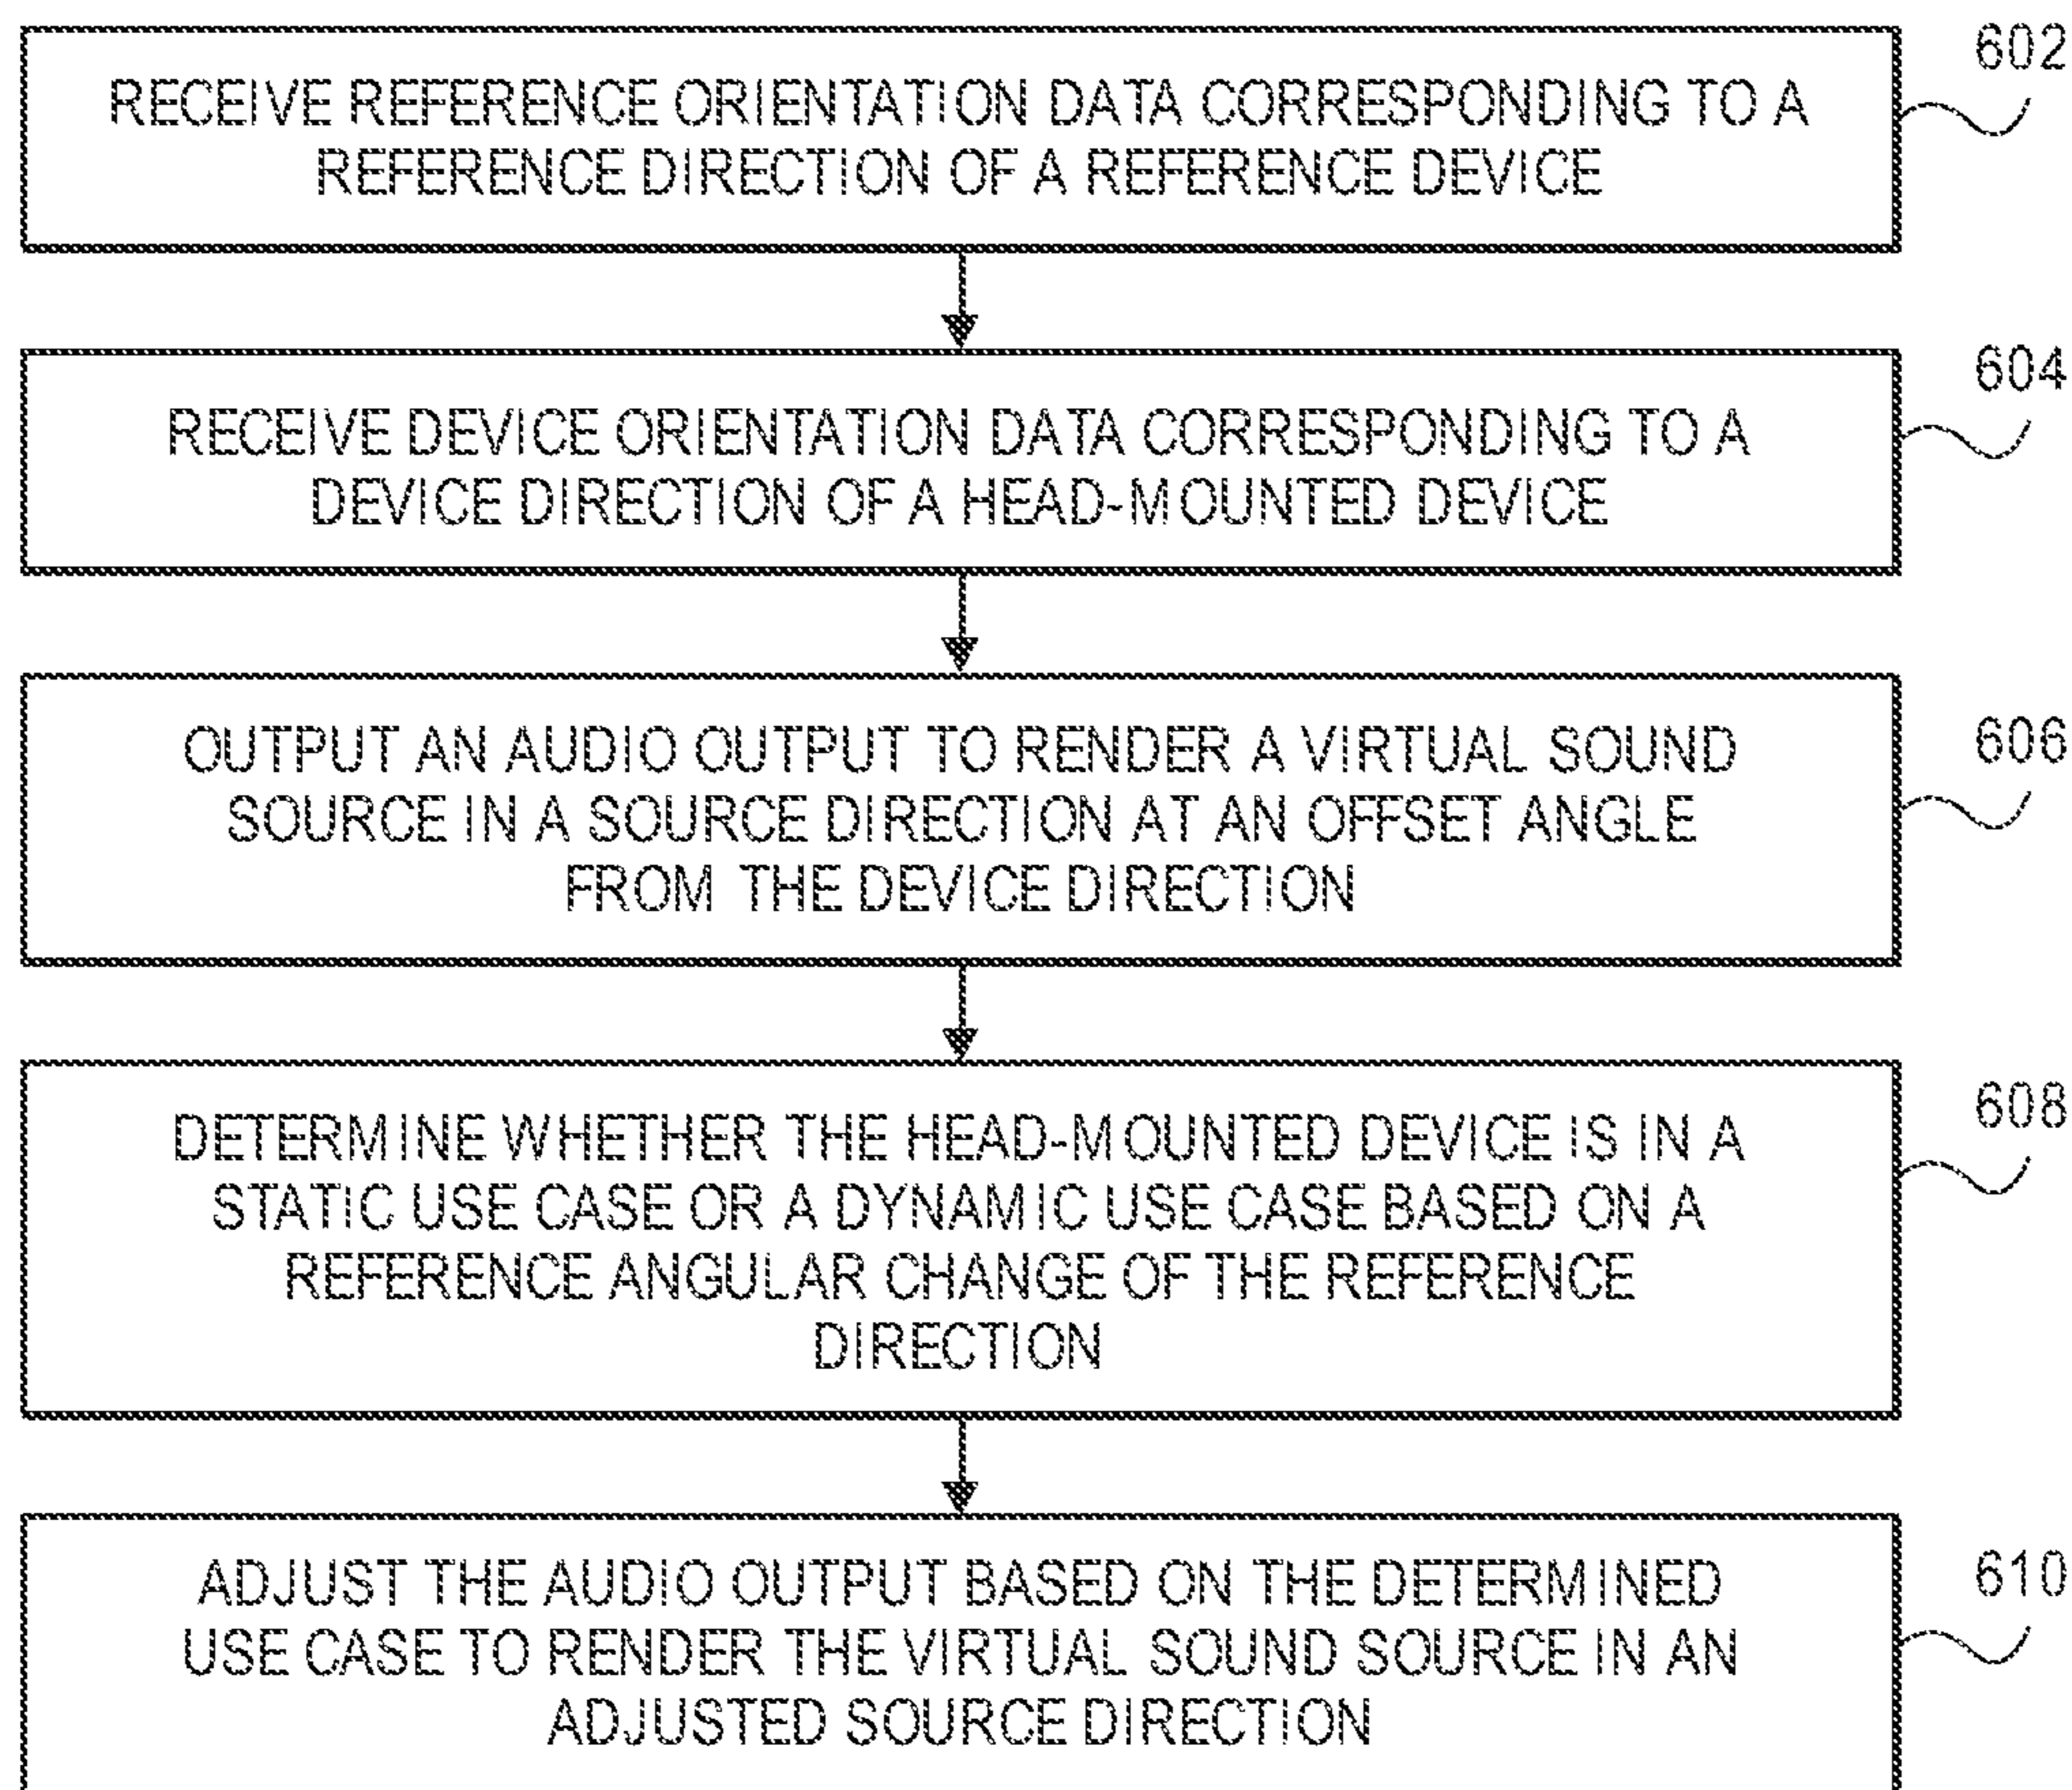 602
RECEIVE REFERENCE ORIENTATION DATA CORRESPONDING TO A
REFERENCE DIRECTION OF A REFERENCE DEVICE
604
RECEIVE DEVICE ORIENTATION DATA CORRESPONDING TO A
DEVICE DIRECTION OF A HEAD-MOUNTED DEVICE
606
OUTPUT AN AUDIO OUTPUT TO RENDER A VIRTUAL SOUND
SOURCE IN A SOURCE DIRECTION AT AN OFFSET ANGLE
FROM THE DEVICE DIRECTION
608
DETERMINE WHETHER THE HEAD-MOUNTED DEVICE IS IN A
STATIC USE CASE OR A DYNAMIC USE CASE BASED ON A
REFERENCE ANGULAR CHANGE OF THE REFERENCE
DIRECTION
610
ADJUST THE AUDIO OUTPUT BASED ON THE DETERMINED
USE CASE TO RENDER THE VIRTUAL SOUND SOURCE IN AN
ADJUSTED SOURCE DIRECTION